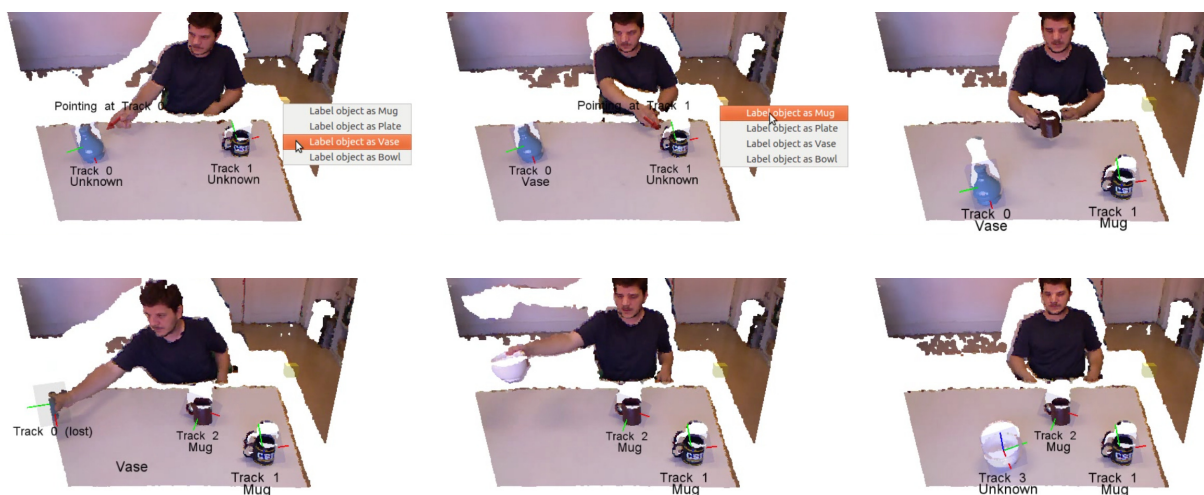 Pointing at Track 0
Label object as Mug
Label object as Plate
Label object as Vase
Label object as Bowl
Track 0
Unknown
Track 1
Unknown
Pointing at Track 1
Label object as Mug
Label object as Plate
Label object as Vase
Label object as Bowl
Track 0
Vase
Track 1
Unknown
Track 0
Vase
Track 1
Mug
Track 0 (lost)
Vase
Track 2
Mug
Track 1
Mug
Track 2
Mug
Track 1
Mug
Track 3
Unknown
Track 2
Mug
Track 1
Mug